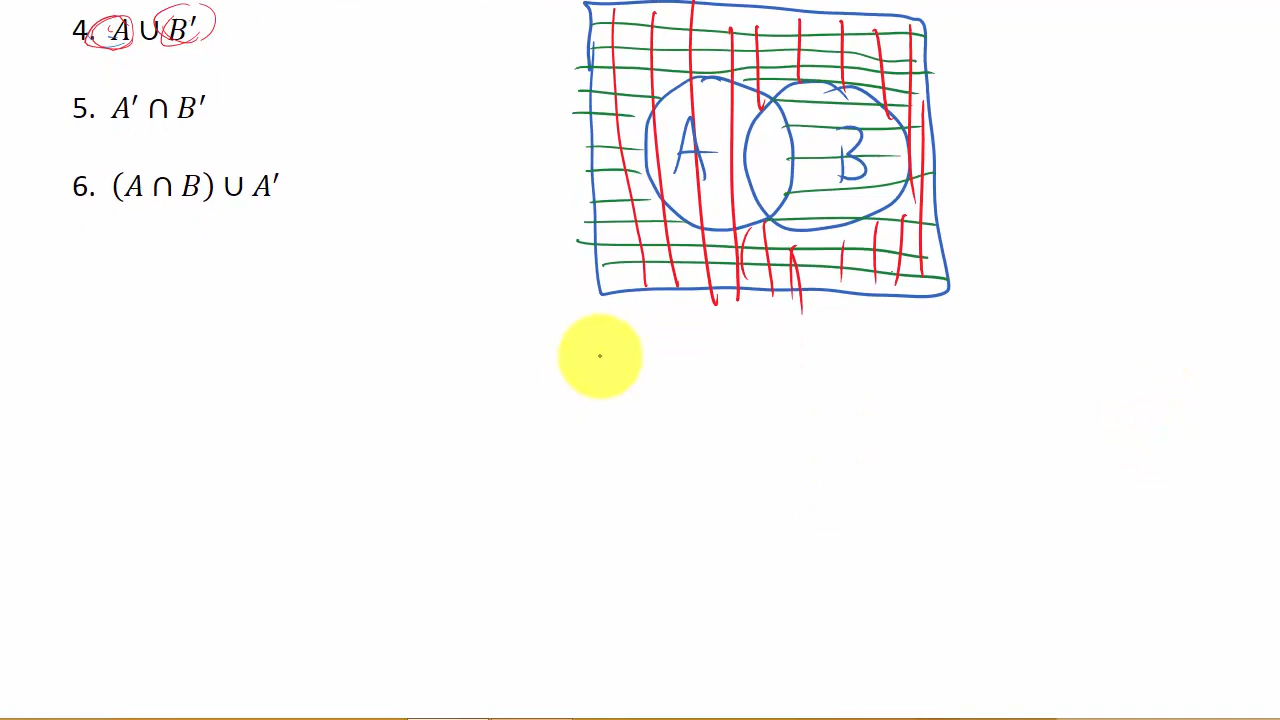 4. A ∪ B′
5. A′ ∩ B′
6. (A ∩ B) ∪ A′
A B